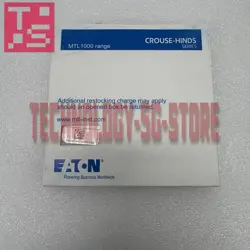 MTL1000 range
CROUSE-HINDS
SERIES
Additional restocking charge may apply
should an opened box be returned.
TECHNOLOGY-SG-STORE
www.mtl-inst.com
EATON
Powering Business Worldwide